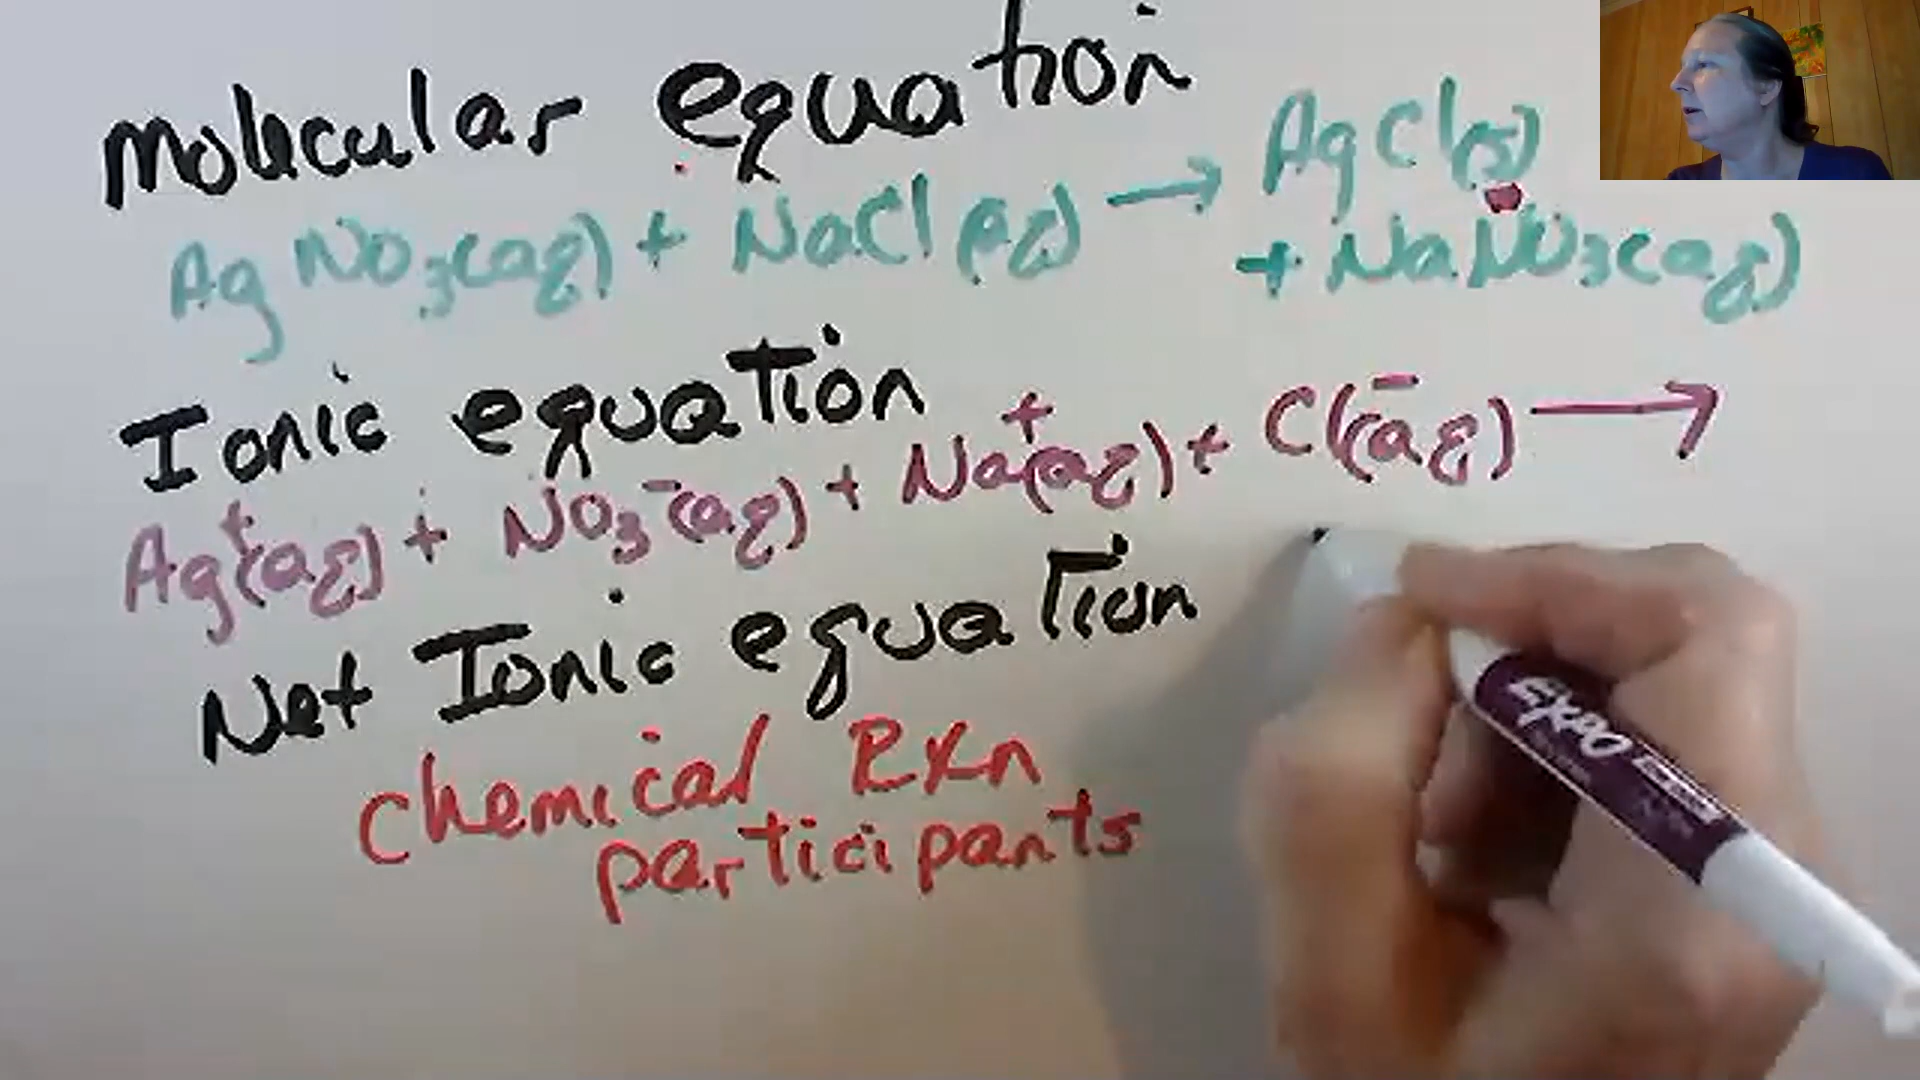 Molecular equation
AgNO₃(aq) + NaCl(aq) → AgCl(s)
+ NaNO₃(aq)
Ionic equation
Ag⁺(aq) + NO₃⁻(aq) + Na⁺(aq) + Cl⁻(aq) →
Net Ionic equation
Chemical Rxn
participants
EXPO